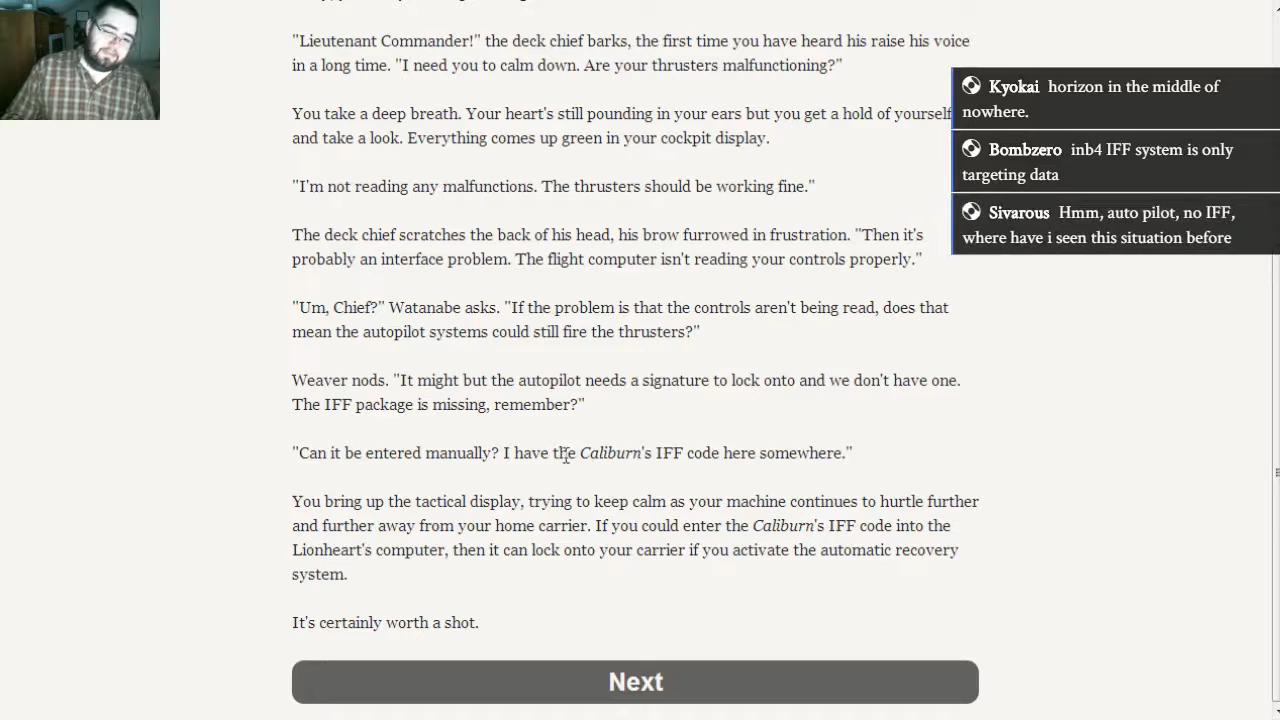 "Lieutenant Commander!" the deck chief barks, the first time you have heard his raise his voice
in a long time. "I need you to calm down. Are your thrusters malfunctioning?"
You take a deep breath. Your heart's still pounding in your ears but you get a hold of yourself
and take a look. Everything comes up green in your cockpit display.
"I'm not reading any malfunctions. The thrusters should be working fine."
The deck chief scratches the back of his head, his brow furrowed in frustration. "Then it's
probably an interface problem. The flight computer isn't reading your controls properly."
"Um, Chief?" Watanabe asks. "If the problem is that the controls aren't being read, does that
mean the autopilot systems could still fire the thrusters?"
Weaver nods. "It might but the autopilot needs a signature to lock onto and we don't have one.
The IFF package is missing, remember?"
"Can it be entered manually? I have the Caliburn's IFF code here somewhere."
You bring up the tactical display, trying to keep calm as your machine continues to hurtle further
and further away from your home carrier. If you could enter the Caliburn's IFF code into the
Lionheart's computer, then it can lock onto your carrier if you activate the automatic recovery
system.
It's certainly worth a shot.
Next
Kyokai horizon in the middle of
nowhere.
Bombzero inb4 IFF system is only
targeting data
Sivarous Hmm, auto pilot, no IFF,
where have i seen this situation before